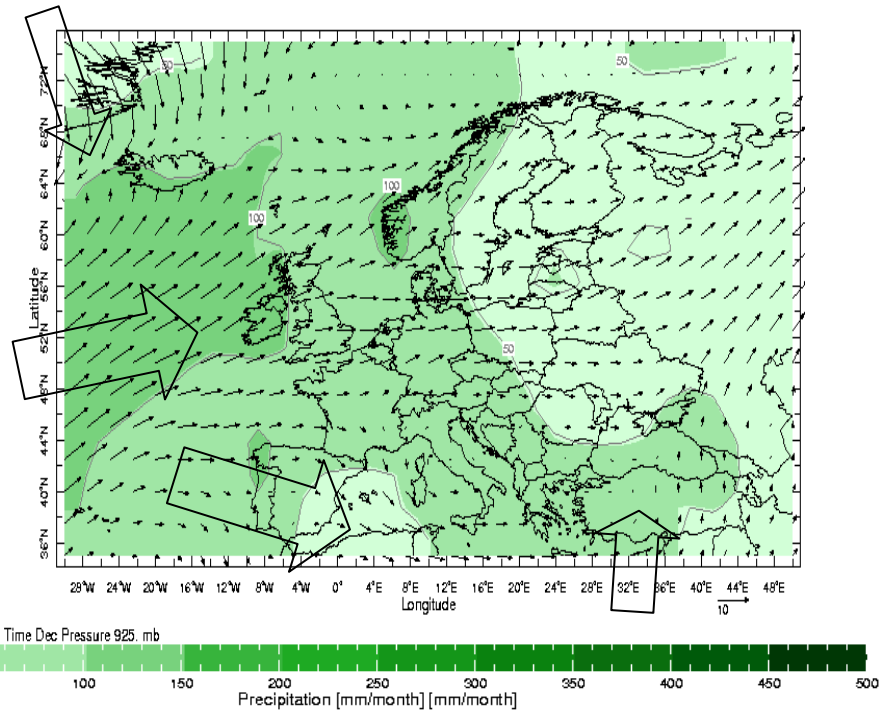 50
50
72°N
68°N
64°N
100
100
60°N
56°N
Latitude
52°N
50
48°N
44°N
40°N
36°N
28°W 24°W 20°W 16°W 12°W 8°W 4°W 0° 4°E 8°E 12°E 16°E 20°E 24°E 28°E 32°E 36°E 40°E 44°E 48°E
Longitude
10
Time Dec Pressure 925. mb
100 150 200 250 300 350 400 450 500
Precipitation [mm/month] [mm/month]